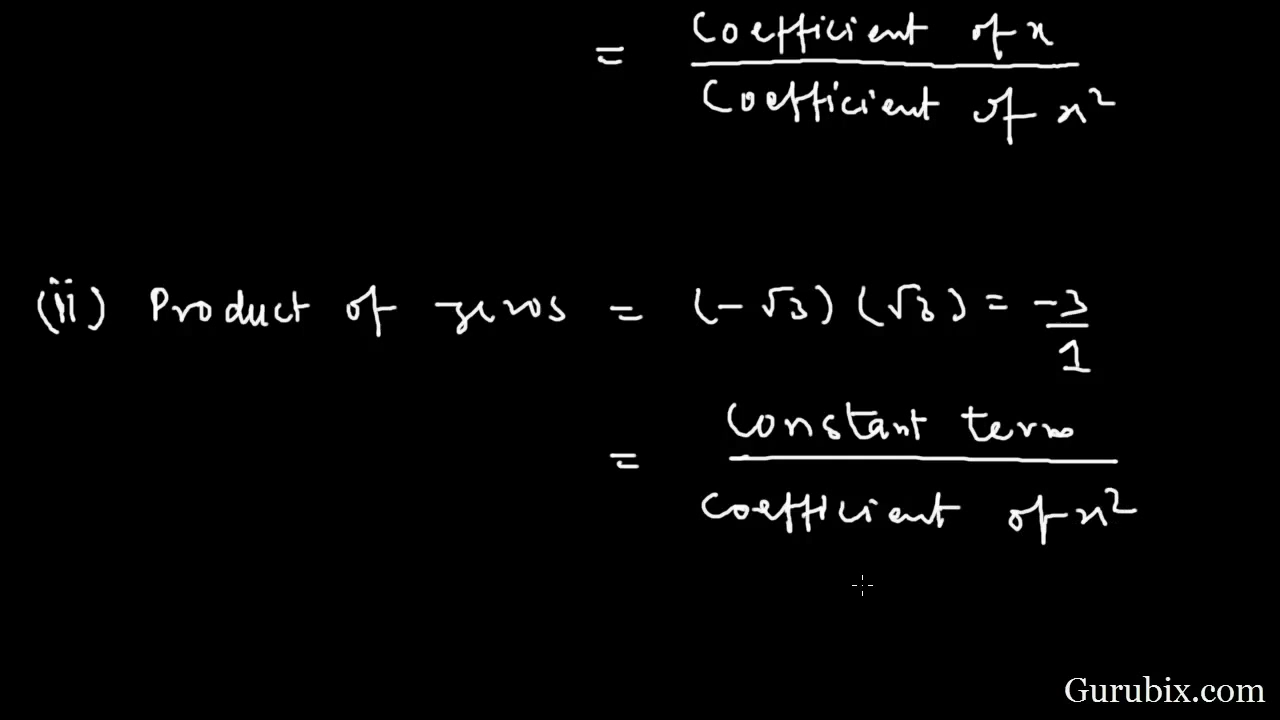 = Coefficient of x / Coefficient of x²
(ii) Product of zeros = (-√3) (√3) = -3/1
= Constant term / Coefficient of x²
Gurubix.com